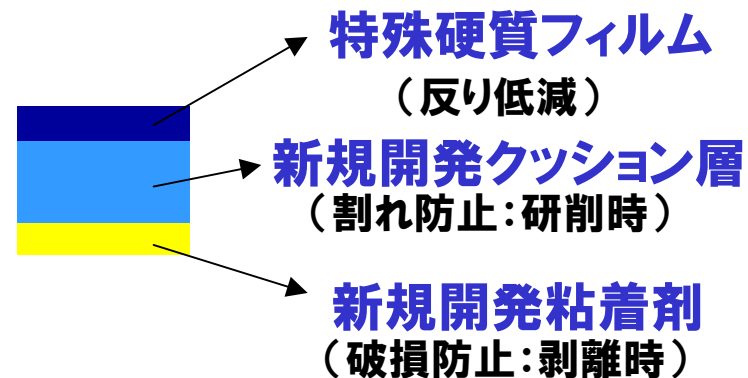 特殊硬質フィルム
（反り低減）
新規開発クッション層
（割れ防止：研削時）
新規開発粘着剤
（破損防止：剥離時）